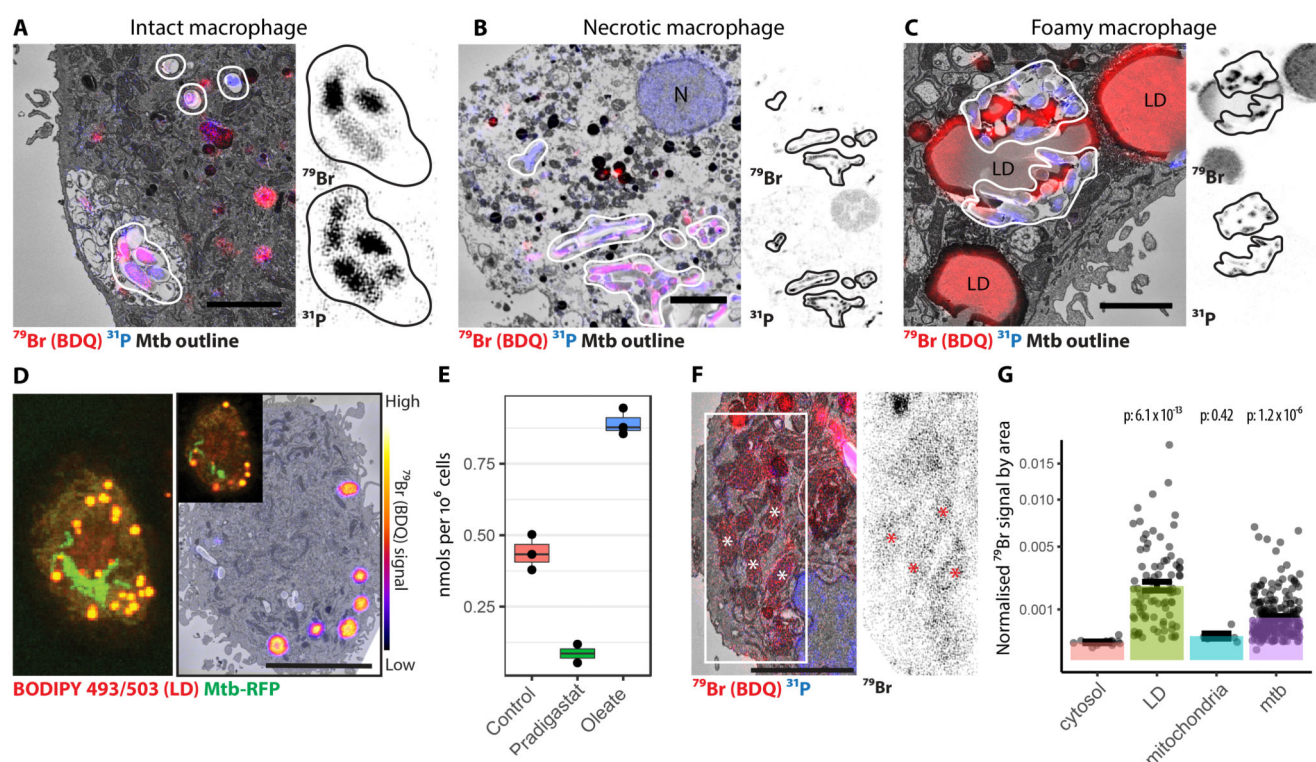 A Intact macrophage
⁷⁹Br
³¹P
⁷⁹Br (BDQ) ³¹P Mtb outline
B Necrotic macrophage
N
⁷⁹Br
³¹P
⁷⁹Br (BDQ) ³¹P Mtb outline
C Foamy macrophage
LD
LD
LD
⁷⁹Br
³¹P
⁷⁹Br (BDQ) ³¹P Mtb outline
D
High
⁷⁹Br (BDQ) signal
Low
BODIPY 493/503 (LD) Mtb-RFP
E
nmols per 10⁶ cells
0.75
0.50
0.25
Control
Pradigastat
Oleate
F
* * * *
* * * *
⁷⁹Br (BDQ) ³¹P
⁷⁹Br
G
p: 6.1 x 10⁻¹³ p: 0.42 p: 1.2 x 10⁻⁶
Normalised ⁷⁹Br signal by area
0.015
0.010
0.005
0.001
cytosol
LD
mitochondria
mtb